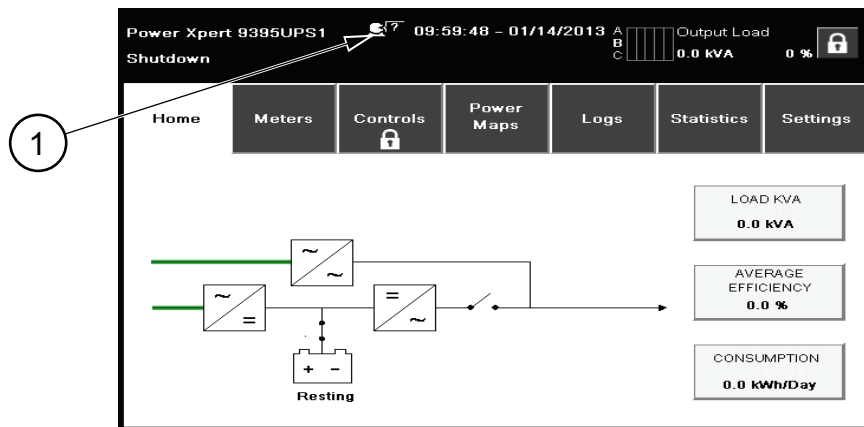 Power Xpert 9395UPS1
?
09:59:48 - 01/14/2013
A
B
C
Output Load
0.0 kVA
0 %
Shutdown
1
Home
Meters
Controls
Power
Maps
Logs
Statistics
Settings
LOAD KVA
0.0 kVA
~
~
AVERAGE
EFFICIENCY
0.0 %
~
=
=
~
+ -
Resting
CONSUMPTION
0.0 kWh/Day